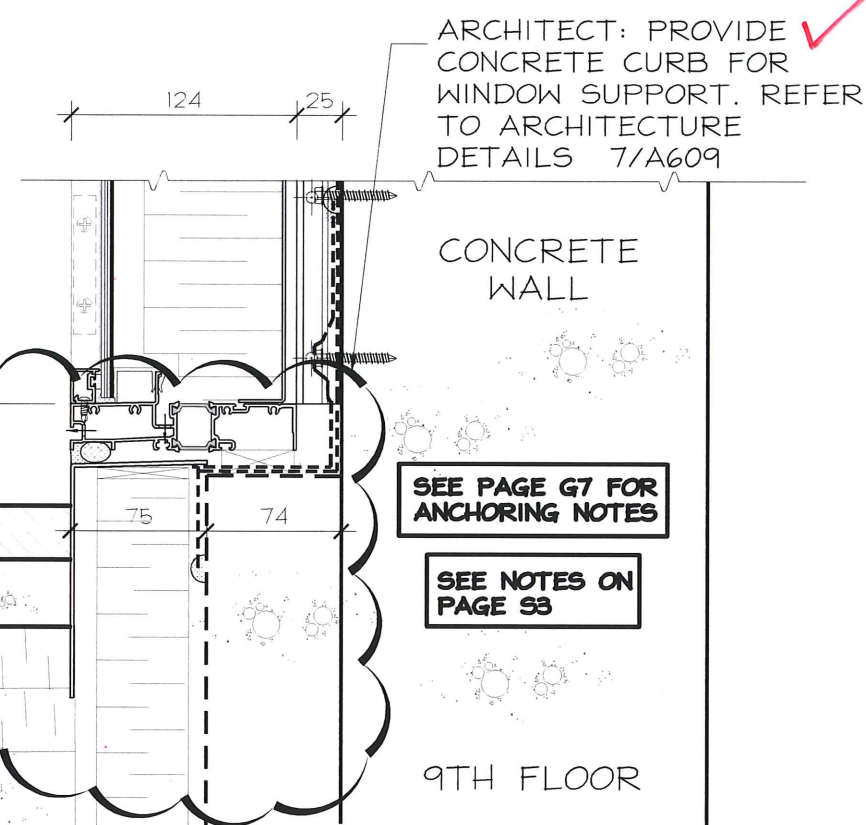 ARCHITECT: PROVIDE
CONCRETE CURB FOR
WINDOW SUPPORT. REFER
TO ARCHITECTURE
DETAILS 7/A609
124
25
CONCRETE
WALL
SEE PAGE G7 FOR
ANCHORING NOTES
75
74
SEE NOTES ON
PAGE S3
9TH FLOOR